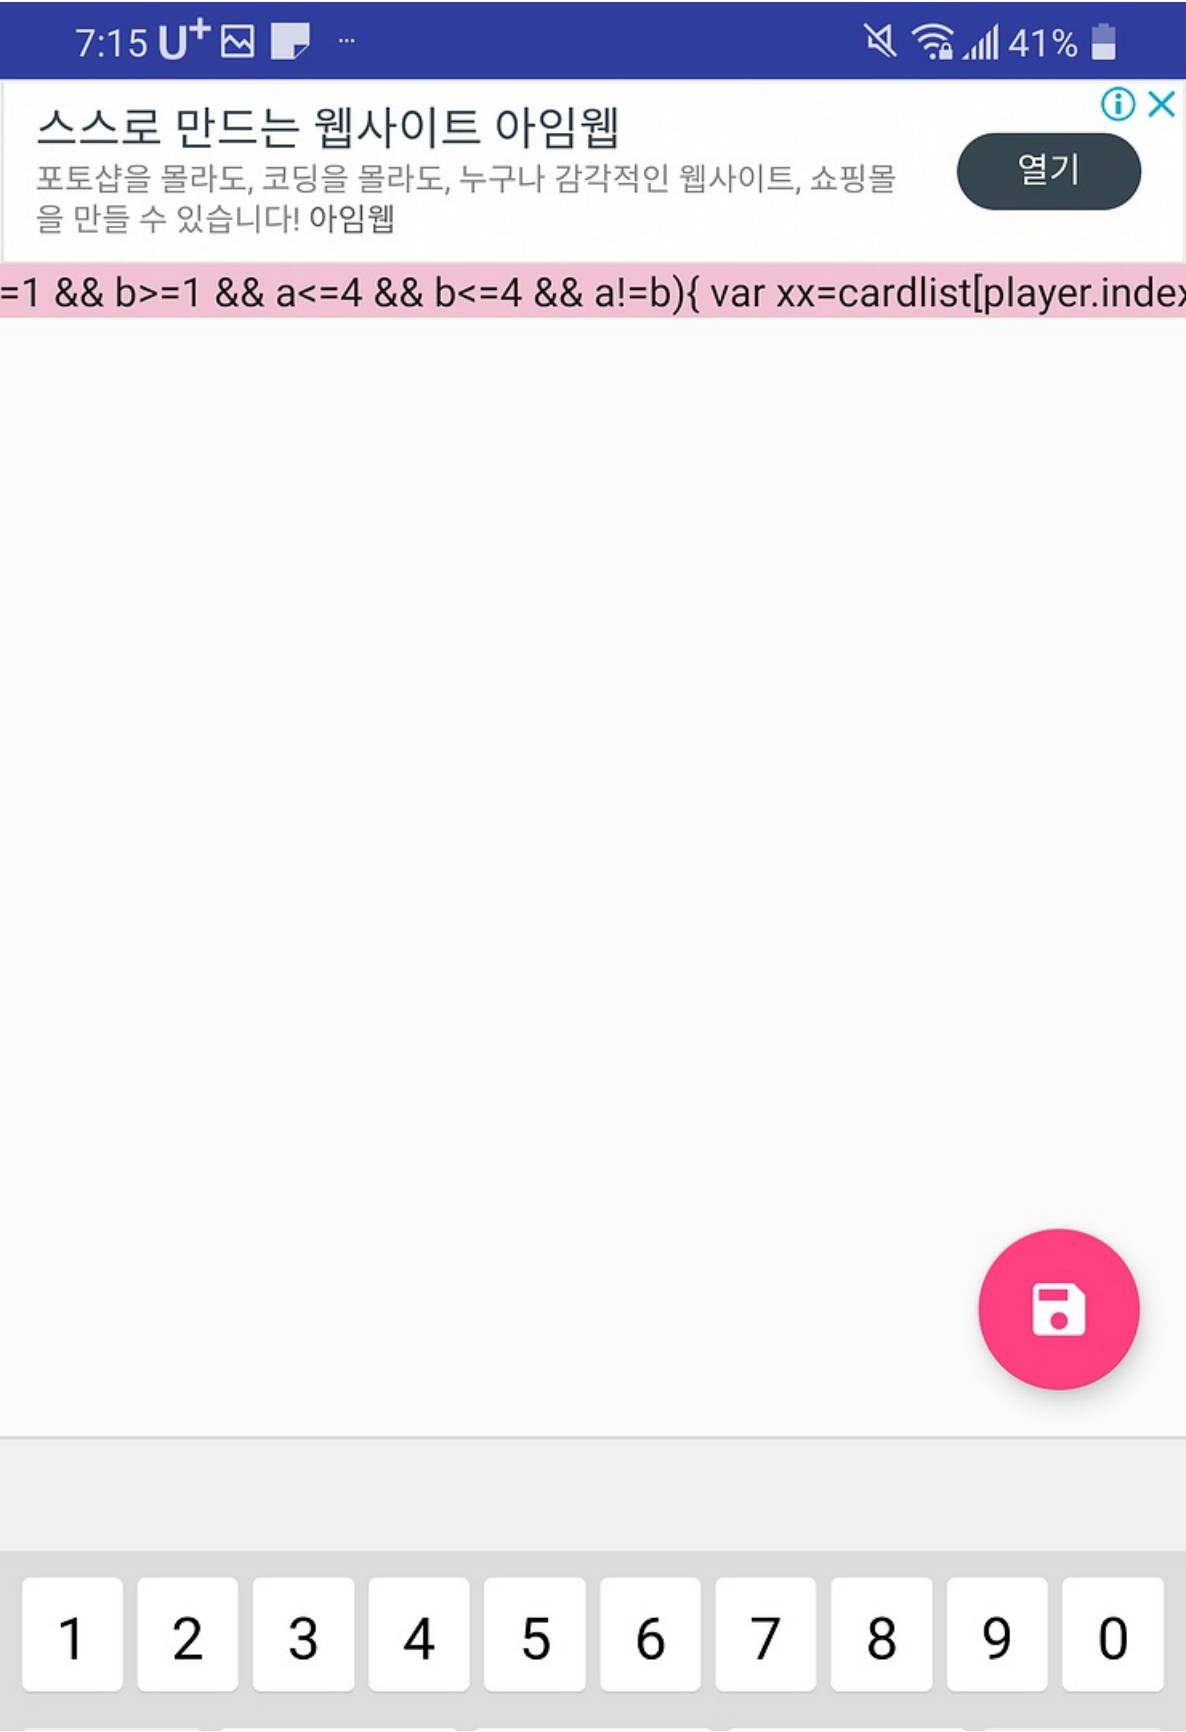 7:15 U+ ... 41%
스스로 만드는 웹사이트 아임웹
포토샵을 몰라도, 코딩을 몰라도, 누구나 감각적인 웹사이트, 쇼핑몰
을 만들 수 있습니다! 아임웹
열기
=1 && b>=1 && a<=4 && b<=4 && a!=b){ var xx=cardlist[player.index
1 2 3 4 5 6 7 8 9 0